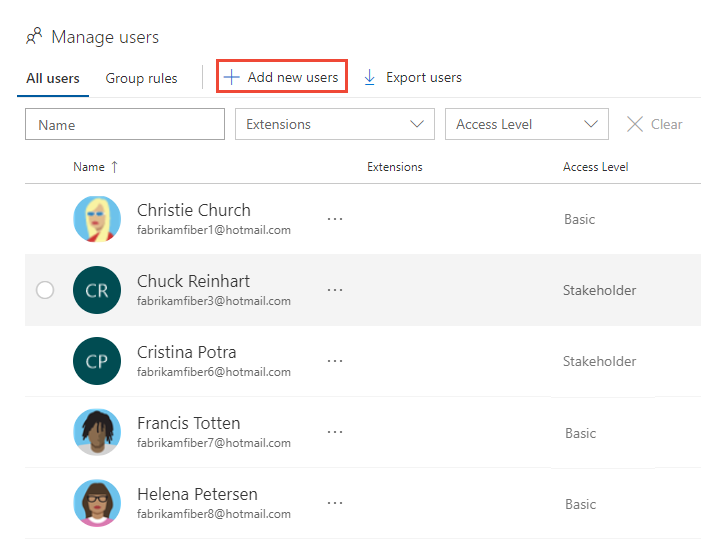 Manage users
All users Group rules Add new users Export users
Name Extensions Access Level Clear
Name Extensions Access Level
Christie Church
fabrikamfiber1@hotmail.com
Basic
CR
Chuck Reinhart
fabrikamfiber3@hotmail.com
Stakeholder
CP
Cristina Potra
fabrikamfiber6@hotmail.com
Stakeholder
Francis Totten
fabrikamfiber7@hotmail.com
Basic
Helena Petersen
fabrikamfiber8@hotmail.com
Basic